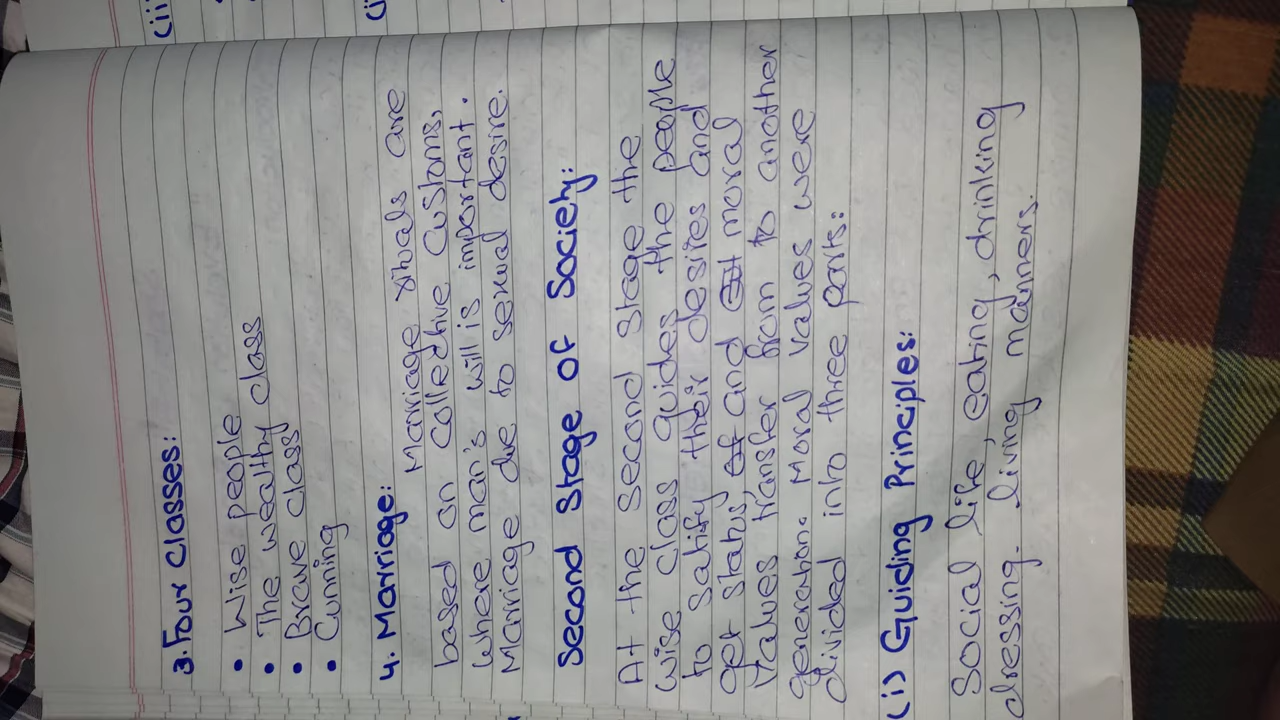 3. Four Classes:
• Wise people
• The wealthy class
• Brave class
• Cunning
4. Marriage:
Marriage rituals are
based on collective customs,
where man's will is important.
Marriage due to sexual desire.
Second Stage of Society:
At the second stage the
wise class guides the people
to satisfy their desires and
get status of and moral
values transfer from to another
generation. Moral values were
divided into three parts:
(i) Guiding Principles:
Social life, eating, drinking
dressing. living manners.
(ii